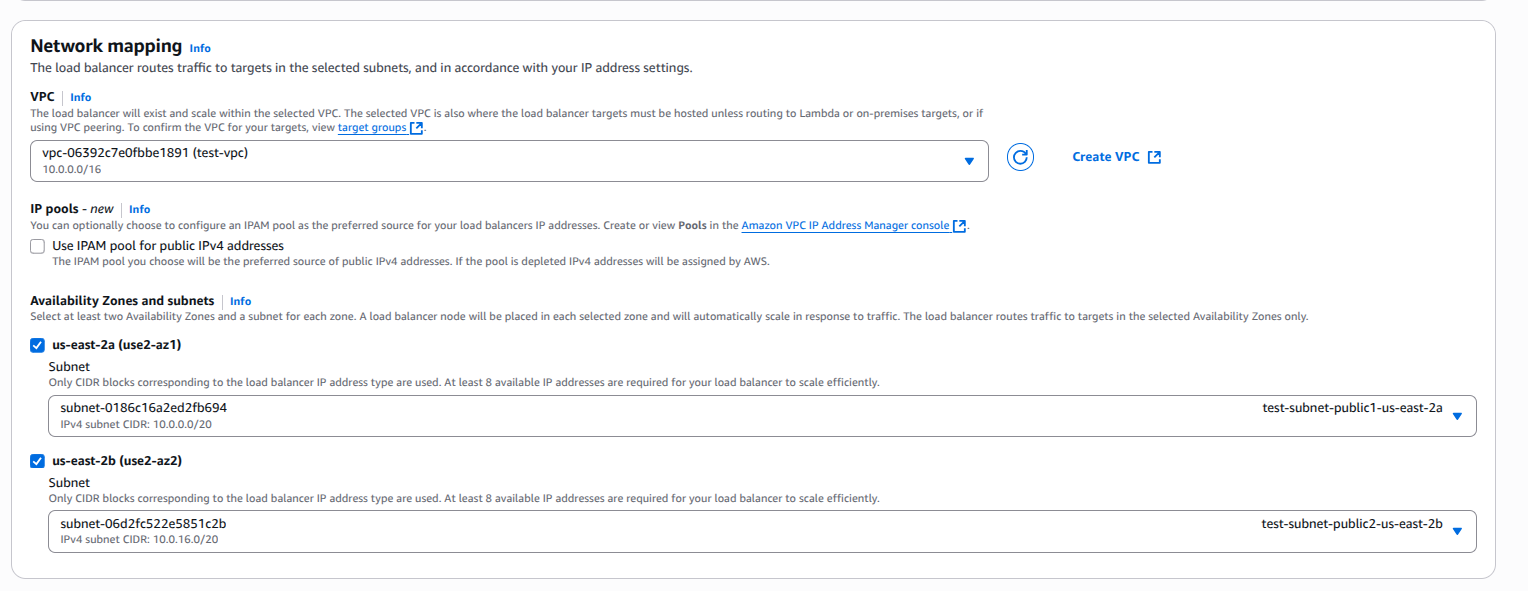 Network mapping Info
The load balancer routes traffic to targets in the selected subnets, and in accordance with your IP address settings.
VPC Info
The load balancer will exist and scale within the selected VPC. The selected VPC is also where the load balancer targets must be hosted unless routing to Lambda or on-premises targets, or if
using VPC peering. To confirm the VPC for your targets, view target groups.
vpc-06392c7e0fbbe1891 (test-vpc)
10.0.0.0/16
Create VPC
IP pools - new Info
You can optionally choose to configure an IPAM pool as the preferred source for your load balancers IP addresses. Create or view Pools in the Amazon VPC IP Address Manager console.
Use IPAM pool for public IPv4 addresses
The IPAM pool you choose will be the preferred source of public IPv4 addresses. If the pool is depleted IPv4 addresses will be assigned by AWS.
Availability Zones and subnets Info
Select at least two Availability Zones and a subnet for each zone. A load balancer node will be placed in each selected zone and will automatically scale in response to traffic. The load balancer routes traffic to targets in the selected Availability Zones only.
us-east-2a (use2-az1)
Subnet
Only CIDR blocks corresponding to the load balancer IP address type are used. At least 8 available IP addresses are required for your load balancer to scale efficiently.
subnet-0186c16a2ed2fb694 test-subnet-public1-us-east-2a
IPv4 subnet CIDR: 10.0.0.0/20
us-east-2b (use2-az2)
Subnet
Only CIDR blocks corresponding to the load balancer IP address type are used. At least 8 available IP addresses are required for your load balancer to scale efficiently.
subnet-06d2fc522e5851c2b test-subnet-public2-us-east-2b
IPv4 subnet CIDR: 10.0.16.0/20